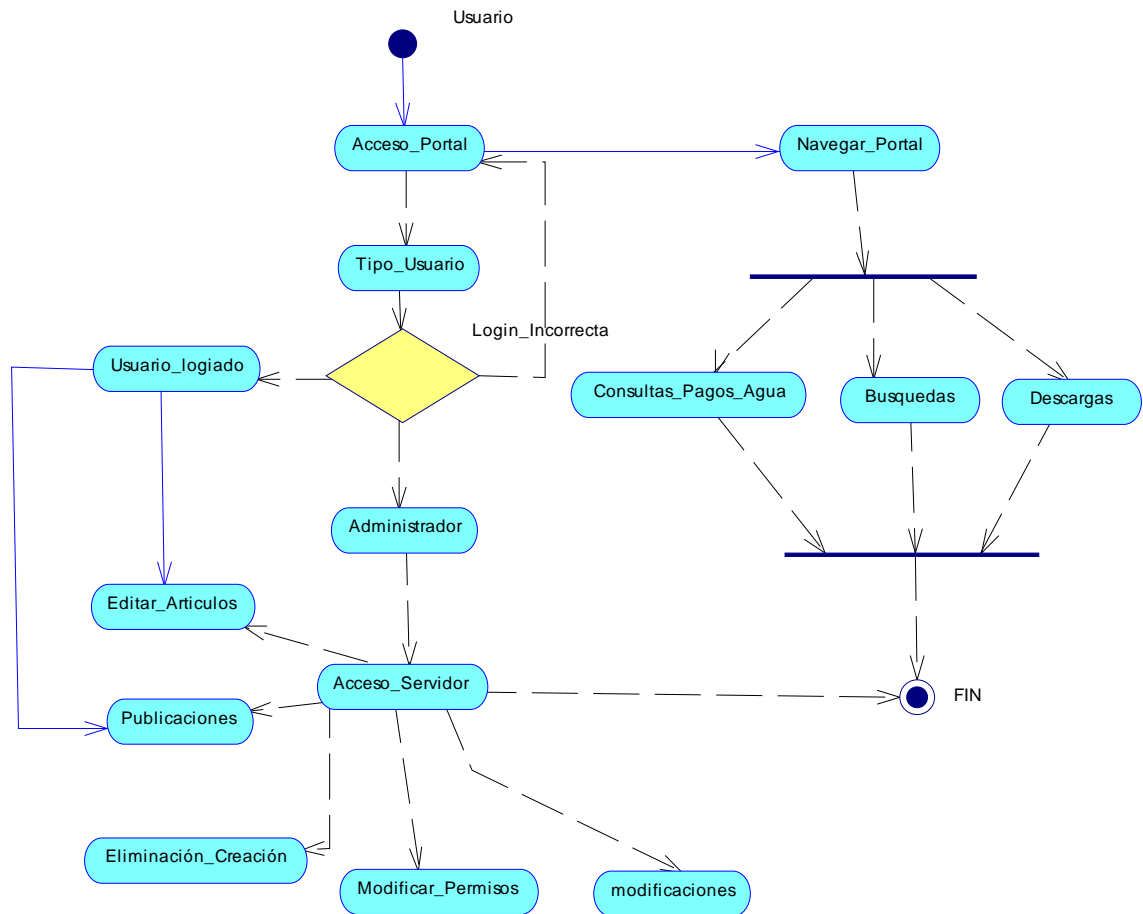 Usuario
Acceso_Portal
Navegar_Portal
Tipo_Usuario
Login_Incorrecta
Usuario_logiado
Consultas_Pagos_Agua
Busquedas
Descargas
Administrador
Editar_Articulos
Acceso_Servidor
FIN
Publicaciones
Eliminación_Creación
Modificar_Permisos
modificaciones